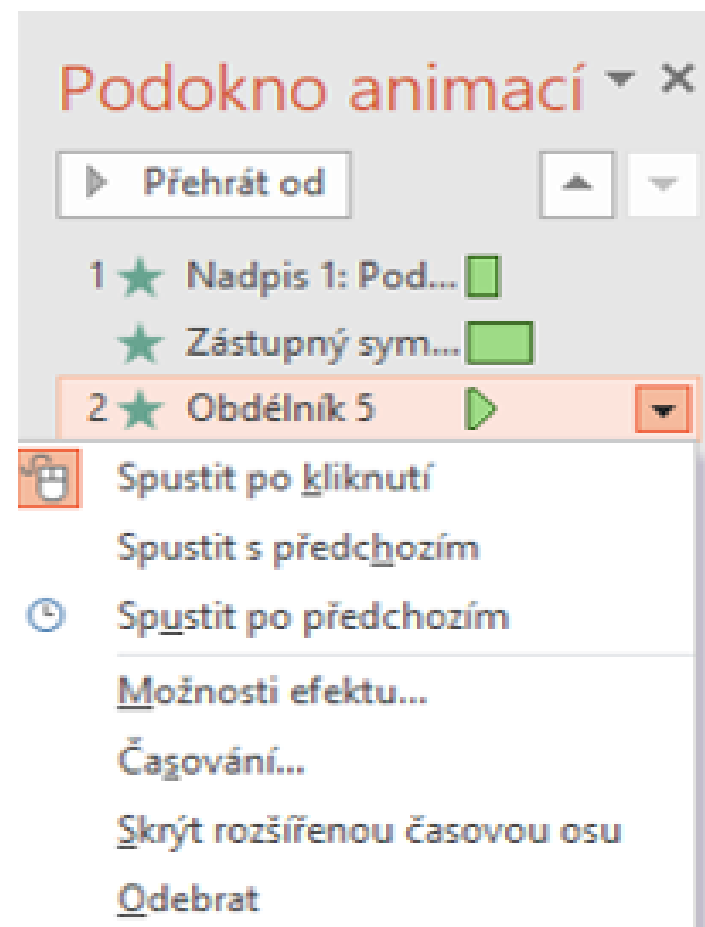 Podokno animací
Přehrát od
1 Nadpis 1: Pod...
Zástupný sym...
2 Obdélník 5
Spustit po kliknutí
Spustit s předchozím
Spustit po předchozím
Možnosti efektu...
Časování...
Skrýt rozšířenou časovou osu
Odebrat